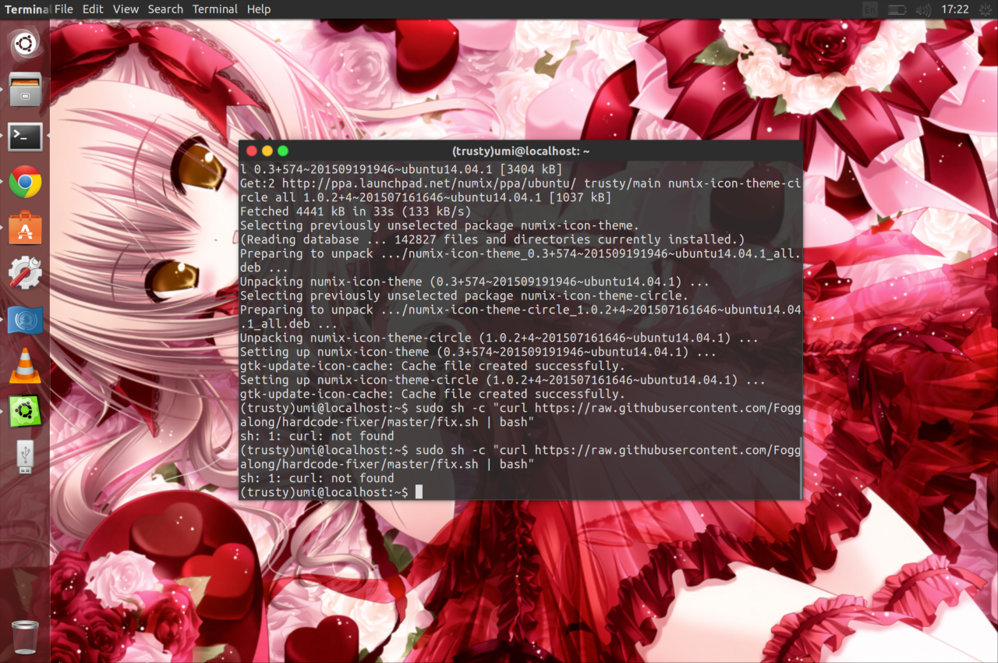 Terminal File Edit View Search Terminal Help 17:22
(trusty)umi@localhost: ~
l 0.3+574~201509191946~ubuntu14.04.1 [3404 kB]
Get:2 http://ppa.launchpad.net/numix/ppa/ubuntu/ trusty/main numix-icon-theme-ci
rcle all 1.0.2+4~201507161646~ubuntu14.04.1 [1037 kB]
Fetched 4441 kB in 33s (133 kB/s)
Selecting previously unselected package numix-icon-theme.
(Reading database ... 142827 files and directories currently installed.)
Preparing to unpack .../numix-icon-theme_0.3+574~201509191946~ubuntu14.04.1_all.
deb ...
Unpacking numix-icon-theme (0.3+574~201509191946~ubuntu14.04.1) ...
Selecting previously unselected package numix-icon-theme-circle.
Preparing to unpack .../numix-icon-theme-circle_1.0.2+4~201507161646~ubuntu14.04
.1_all.deb ...
Unpacking numix-icon-theme-circle (1.0.2+4~201507161646~ubuntu14.04.1) ...
Setting up numix-icon-theme (0.3+574~201509191946~ubuntu14.04.1) ...
gtk-update-icon-cache: Cache file created successfully.
Setting up numix-icon-theme-circle (1.0.2+4~201507161646~ubuntu14.04.1) ...
gtk-update-icon-cache: Cache file created successfully.
(trusty)umi@localhost:~$ sudo sh -c "curl https://raw.githubusercontent.com/Fogg
along/hardcode-fixer/master/fix.sh | bash"
sh: 1: curl: not found
(trusty)umi@localhost:~$ sudo sh -c "curl https://raw.githubusercontent.com/Fogg
along/hardcode-fixer/master/fix.sh | bash"
sh: 1: curl: not found
(trusty)umi@localhost:~$